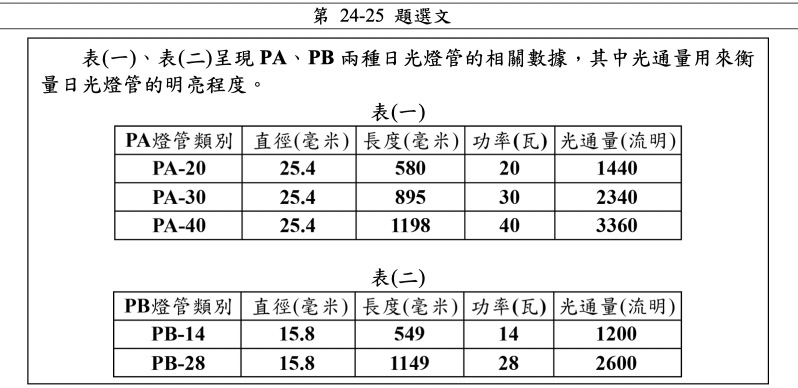 第 24-25 題選文
表(一)、表(二)呈現 PA、PB 兩種日光燈管的相關數據，其中光通量用來衡
量日光燈管的明亮程度。
表(一)
PA燈管類別 直徑(毫米) 長度(毫米) 功率(瓦) 光通量(流明)
PA-20 25.4 580 20 1440
PA-30 25.4 895 30 2340
PA-40 25.4 1198 40 3360
表(二)
PB燈管類別 直徑(毫米) 長度(毫米) 功率(瓦) 光通量(流明)
PB-14 15.8 549 14 1200
PB-28 15.8 1149 28 2600